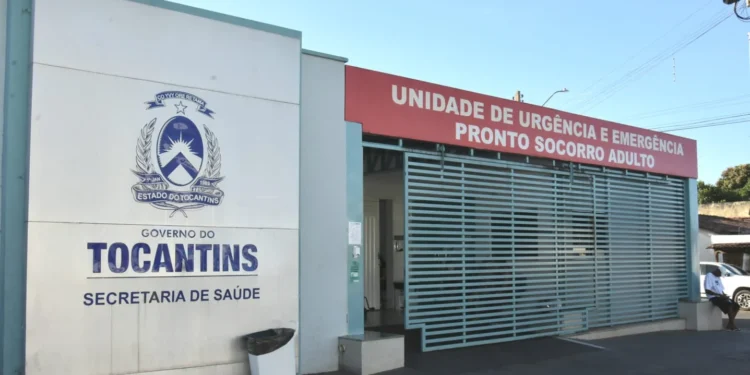 ESTADO DO TOCANTINS
GOVERNO DO
TOCANTINS
SECRETARIA DE SAÚDE
UNIDADE DE URGÊNCIA E EMERGÊNCIA
PRONTO SOCORRO ADULTO